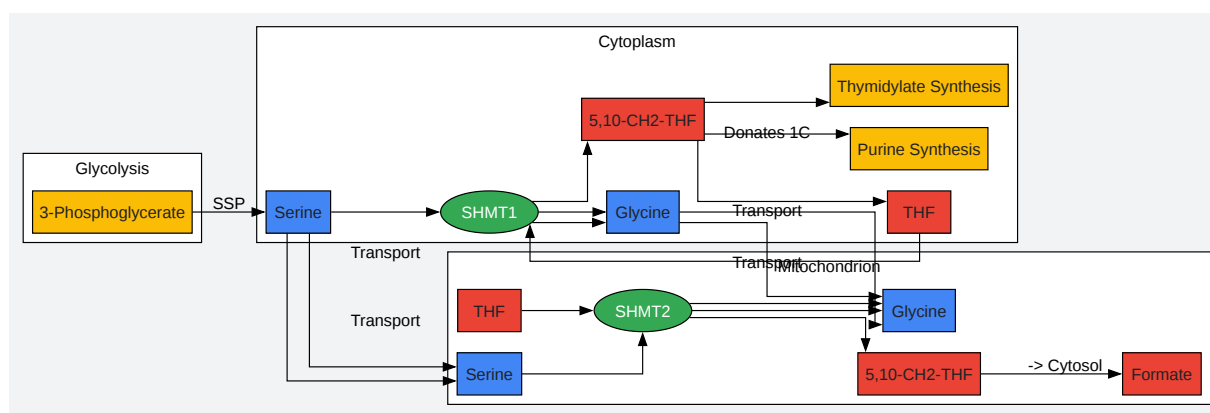 Cytoplasm
Thymidylate Synthesis
5,10-CH2-THF
Donates 1C
Purine Synthesis
Glycolysis
3-Phosphoglycerate
SSP
Serine
SHMT1
Glycine
Transport
THF
Transport
Transport
Mitochondrion
THF
SHMT2
Glycine
Transport
Serine
5,10-CH2-THF
-> Cytosol
Formate